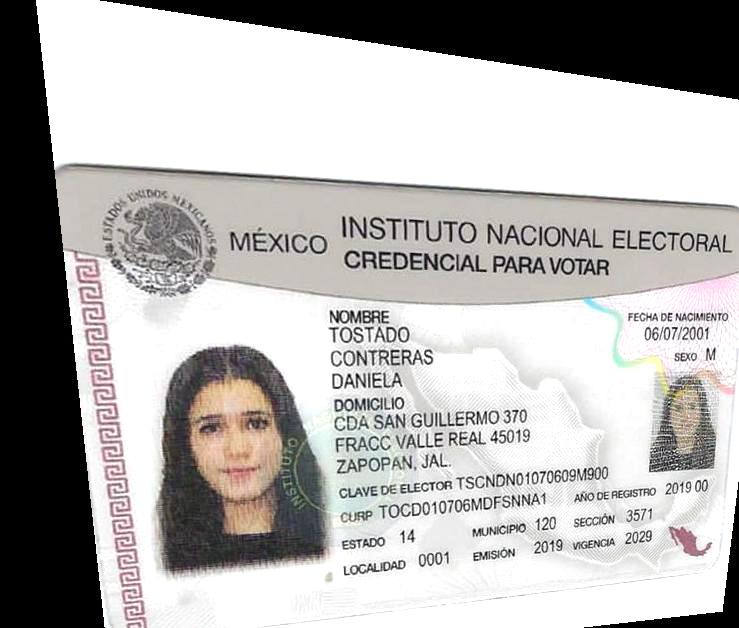 ESTADOS UNIDOS MEXICANOS
MÉXICO INSTITUTO NACIONAL ELECTORAL
CREDENCIAL PARA VOTAR
NOMBRE
TOSTADO
CONTRERAS
DANIELA
FECHA DE NACIMIENTO
06/07/2001
SEXO M
DOMICILIO
CDA SAN GUILLERMO 370
FRACC VALLE REAL 45019
ZAPOPAN, JAL.
CLAVE DE ELECTOR TSCNDN01070609M900
CURP TOCD010706MDFSNNA1 AÑO DE REGISTRO 2019 00
ESTADO 14 MUNICIPIO 120 SECCIÓN 3571
LOCALIDAD 0001 EMISIÓN 2019 VIGENCIA 2029
INSTITUTO